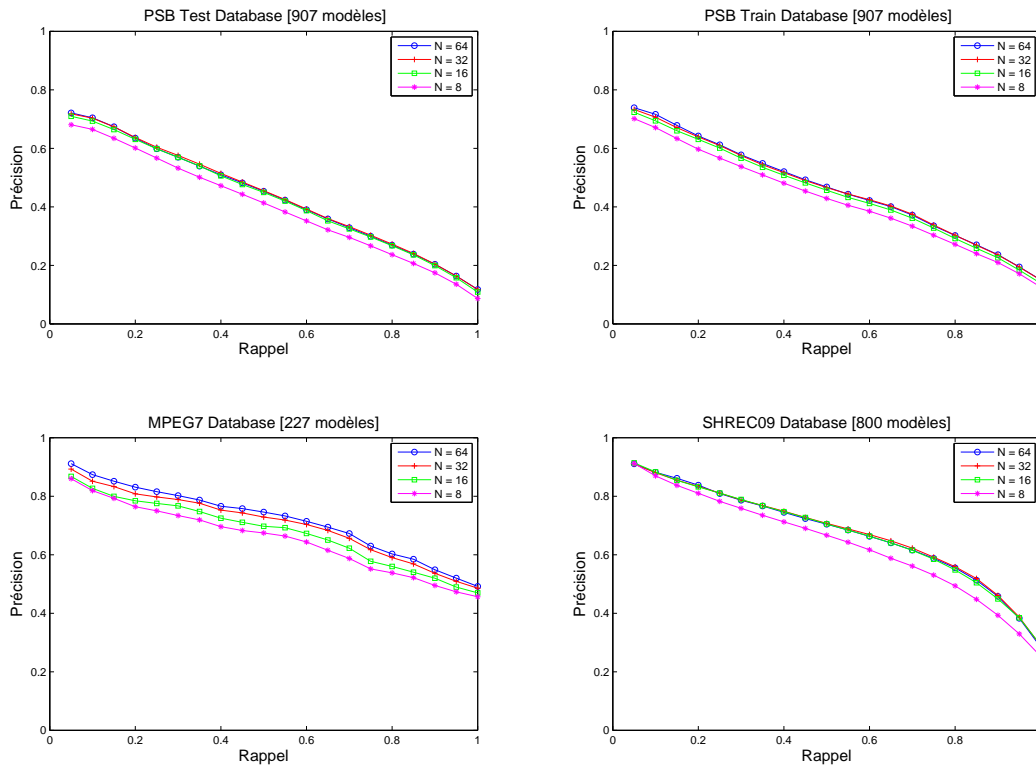 PSB Test Database [907 modèles]
1
0.8
0.6
0.4
0.2
0
Précision
N = 64
N = 32
N = 16
N = 8
0
0.2
0.4
0.6
0.8
1
Rappel
PSB Train Database [907 modèles]
1
0.8
0.6
0.4
0.2
0
Précision
N = 64
N = 32
N = 16
N = 8
0
0.2
0.4
0.6
0.8
Rappel
MPEG7 Database [227 modèles]
1
0.8
0.6
0.4
0.2
0
Précision
N = 64
N = 32
N = 16
N = 8
0
0.2
0.4
0.6
0.8
1
Rappel
SHREC09 Database [800 modèles]
1
0.8
0.6
0.4
0.2
0
Précision
N = 64
N = 32
N = 16
N = 8
0
0.2
0.4
0.6
0.8
Rappel